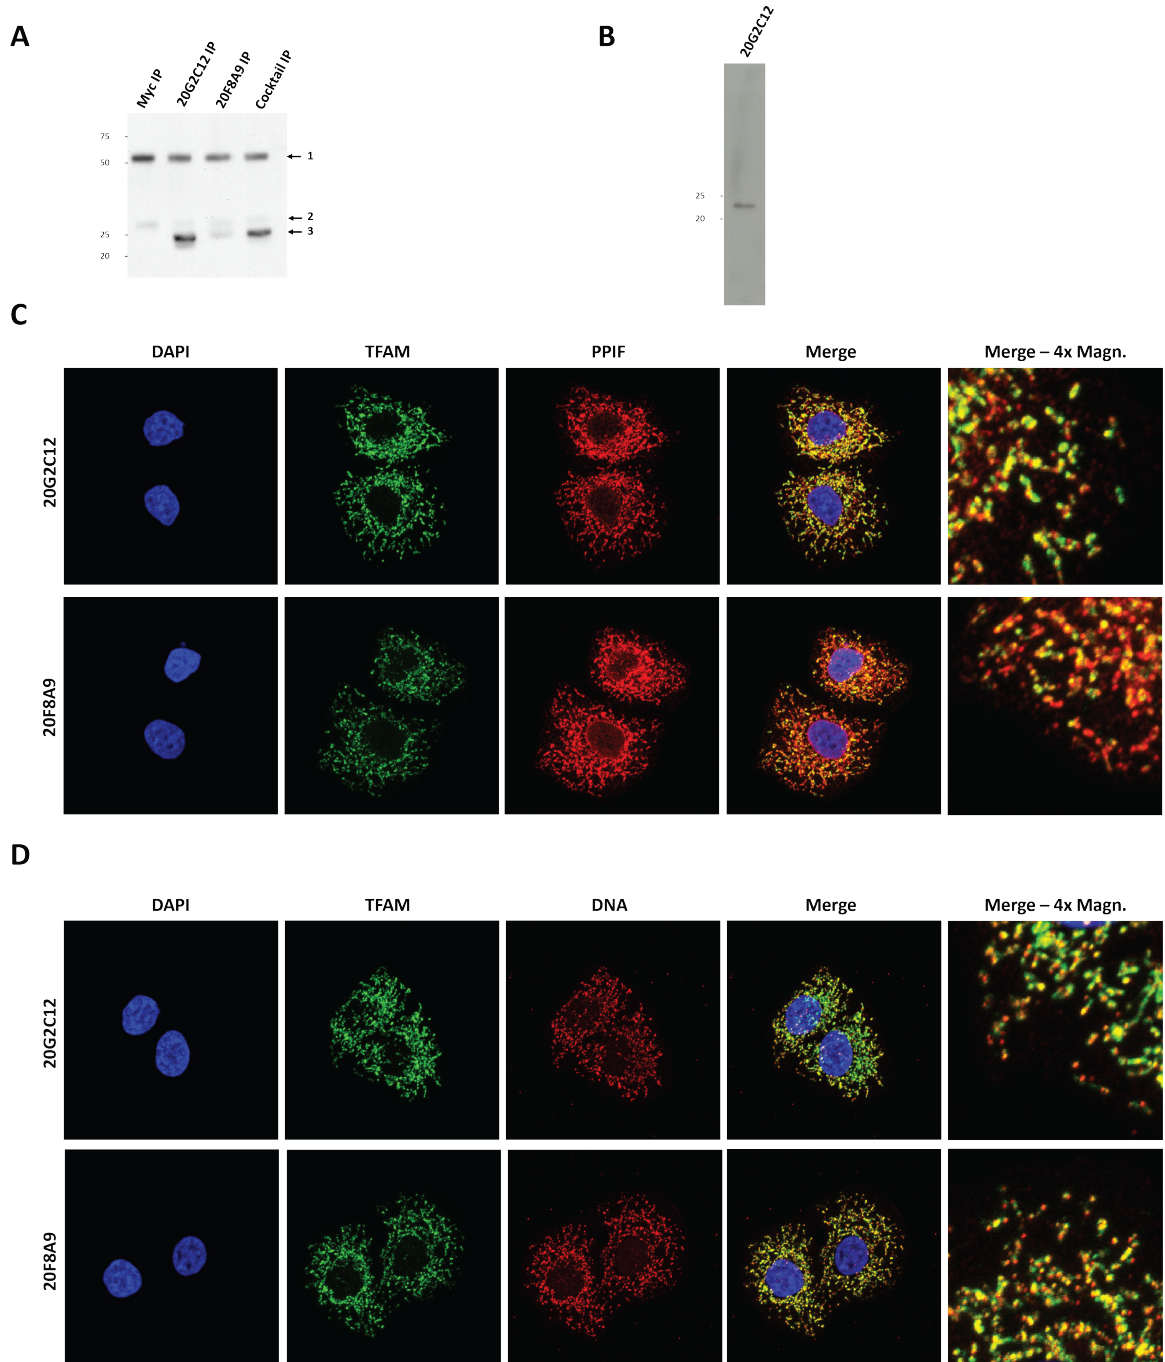 A
Myc IP
20G2C12 IP
20F8A9 IP
Cocktail IP
75
50
25
20
1
2
3
B
20G2C12
25
20
C
DAPI
TFAM
PPIF
Merge
Merge – 4x Magn.
20G2C12
20F8A9
D
DAPI
TFAM
DNA
Merge
Merge – 4x Magn.
20G2C12
20F8A9